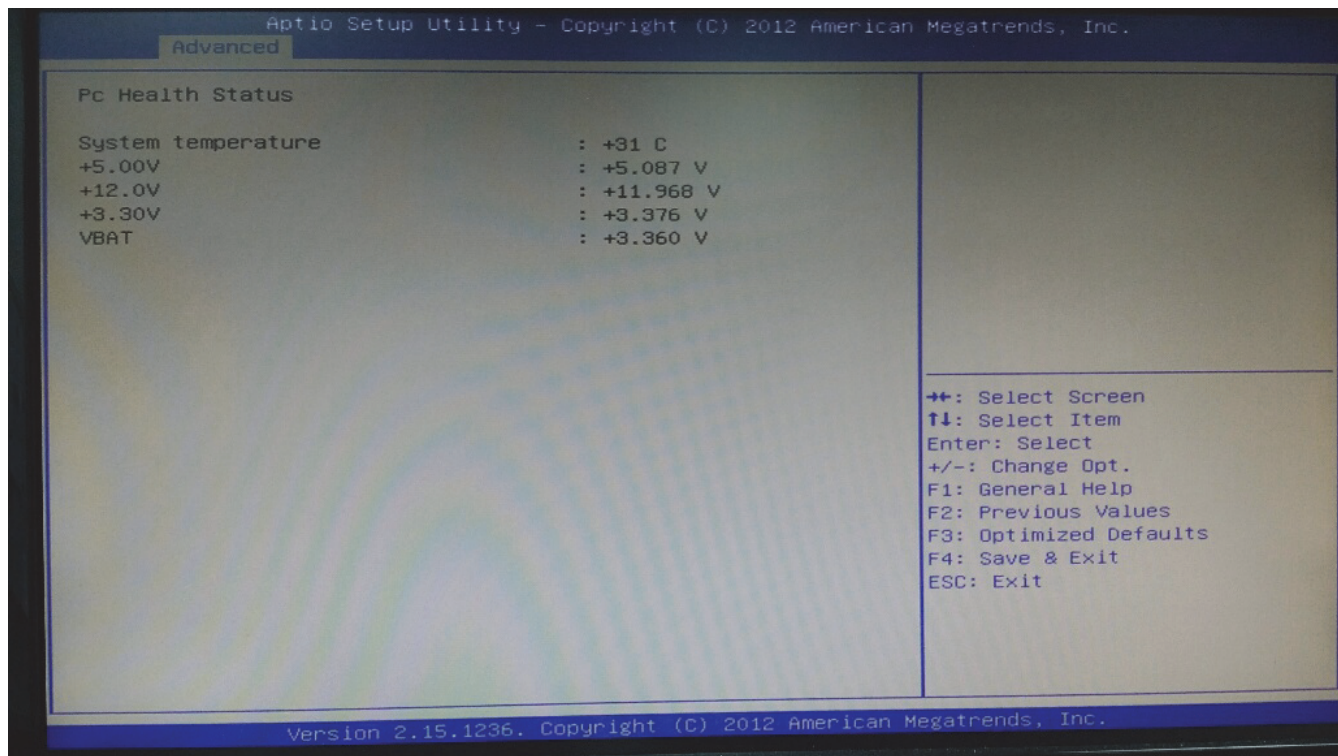 Aptio Setup Utility - Copyright (C) 2012 American Megatrends, Inc.
Advanced
Pc Health Status
System temperature : +31 C
+5.00V : +5.087 V
+12.0V : +11.968 V
+3.30V : +3.376 V
VBAT : +3.360 V
→←: Select Screen
↑↓: Select Item
Enter: Select
+/-: Change Opt.
F1: General Help
F2: Previous Values
F3: Optimized Defaults
F4: Save & Exit
ESC: Exit
Version 2.15.1236. Copyright (C) 2012 American Megatrends, Inc.